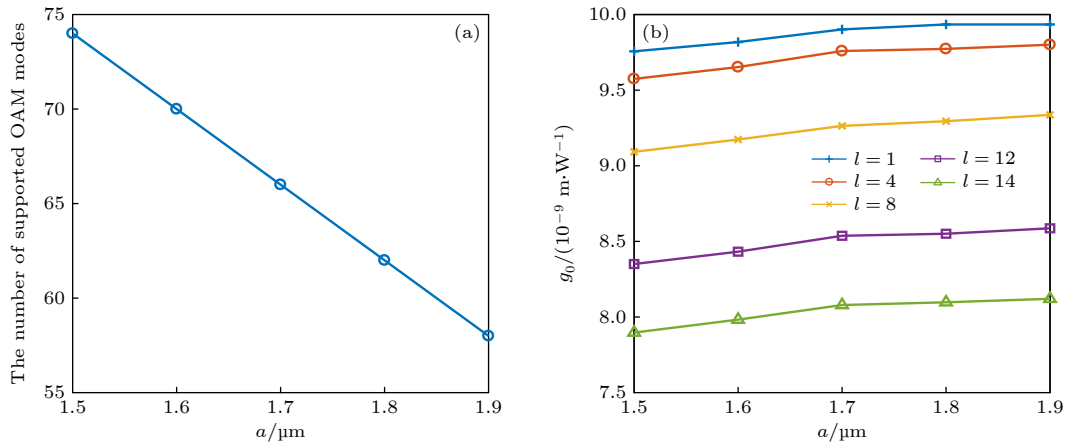 (a)
The number of supported OAM modes
75
70
65
60
55
1.5 1.6 1.7 1.8 1.9
a/µm
(b)
g₀/(10⁻⁹ m·W⁻¹)
10.0
9.5
9.0
8.5
8.0
7.5
l = 1 l = 12
l = 4 l = 14
l = 8
1.5 1.6 1.7 1.8 1.9
a/µm